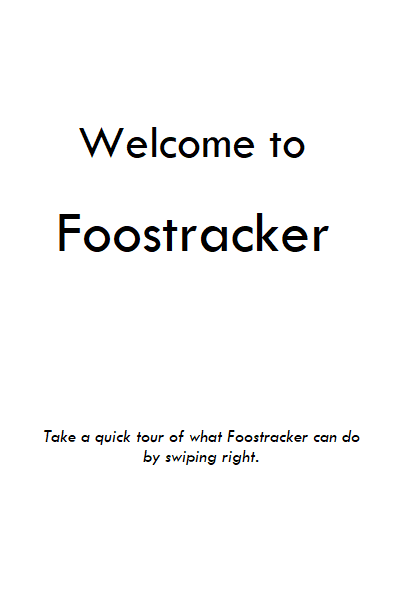 Welcome to
Foostracker
Take a quick tour of what Foostracker can do
by swiping right.